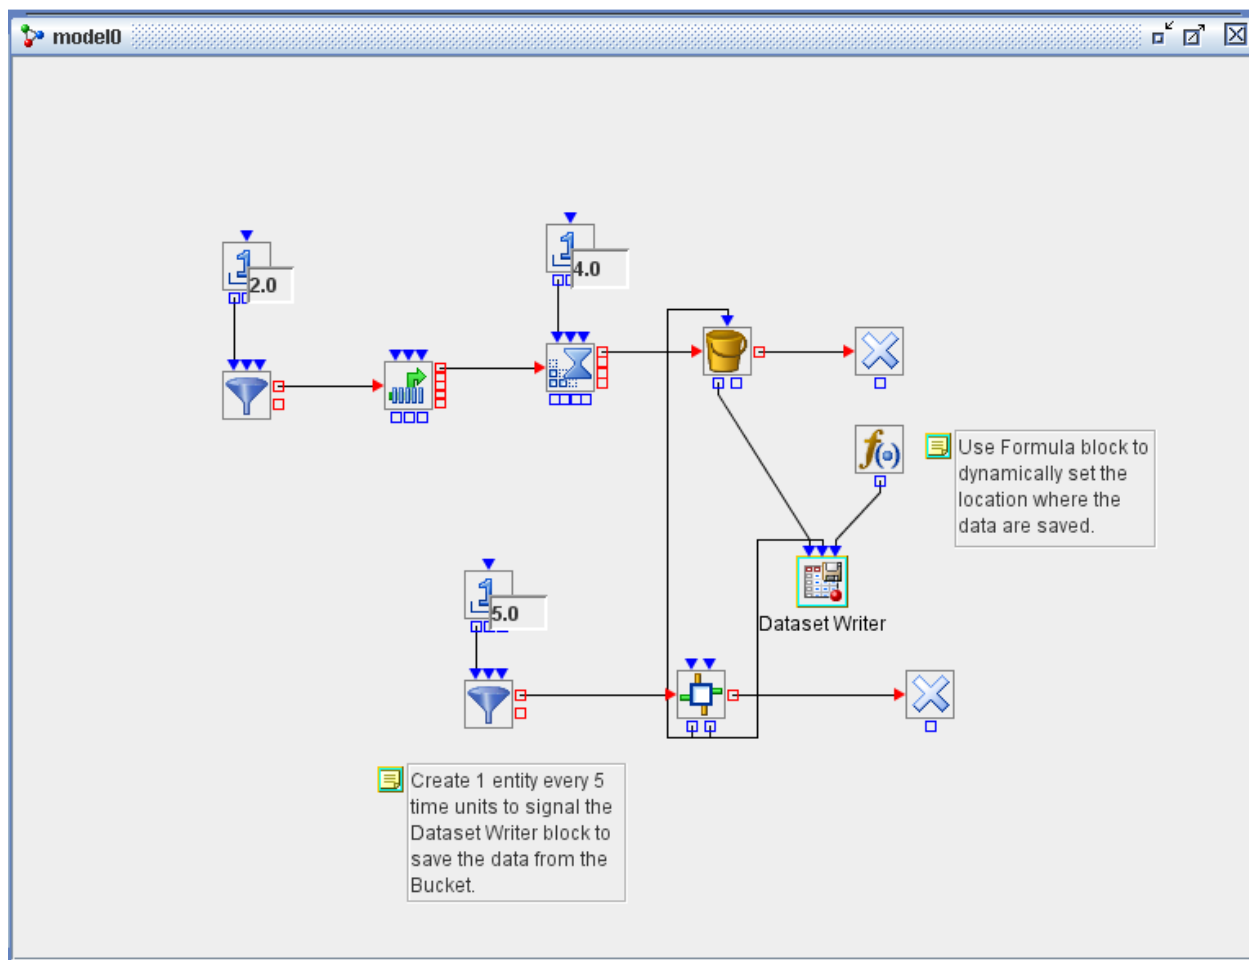 model0
4.0
2.0
Use Formula block to
dynamically set the
location where the
data are saved.
5.0
Dataset Writer
Create 1 entity every 5
time units to signal the
Dataset Writer block to
save the data from the
Bucket.